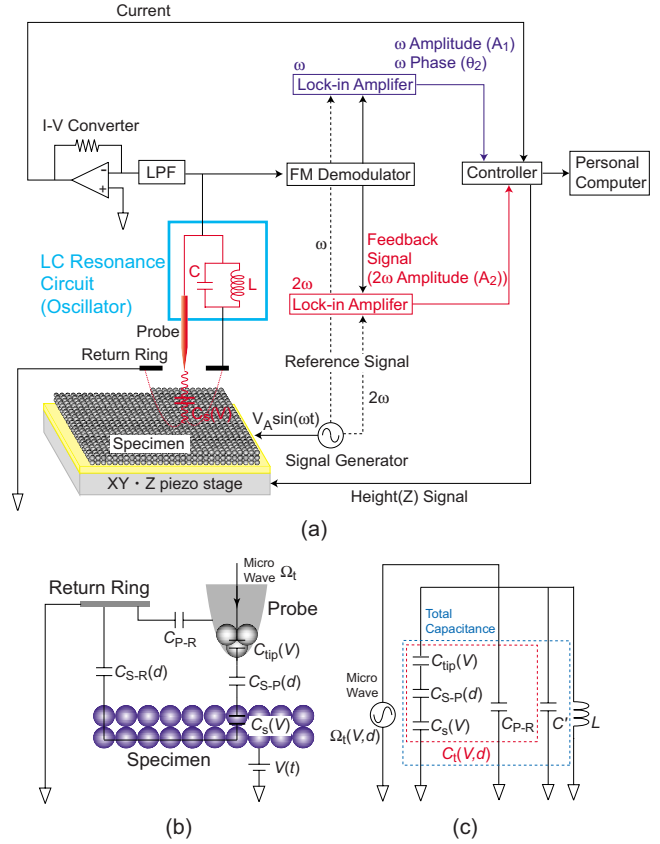 Current
ω Amplitude (A1)
ω Phase (θ2)
ω
Lock-in Amplifer
I-V Converter
LPF
FM Demodulator
Controller
Personal
Computer
ω
Feedback
Signal
(2ω Amplitude (A2))
LC Resonance
Circuit
(Oscillator)
C
L
2ω
Lock-in Amplifer
Probe
Return Ring
Reference Signal
Cs(V)
VAsin(ωt)
2ω
Specimen
Signal Generator
XY・Z piezo stage
Height(Z) Signal
(a)
Micro
Wave Ωt
Return Ring
Probe
CP-R
Ctip(V)
CS-R(d)
CS-P(d)
Cs(V)
Specimen
V(t)
(b)
Total
Capacitance
Ctip(V)
Micro
Wave
CS-P(d)
Cs(V)
CP-R
C'
L
Ωt(V,d)
Ct(V,d)
(c)